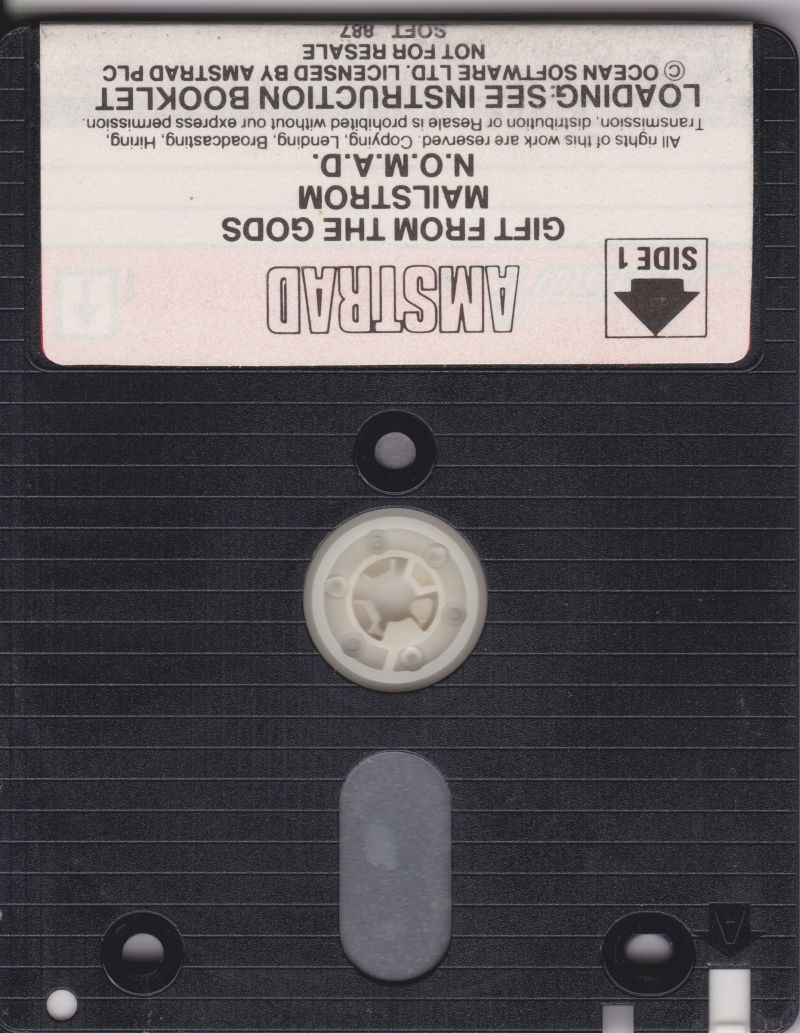 SIDE 1
AMSTRAD
GIFT FROM THE GODS
MAILSTROM
N.O.M.A.D.
All rights of this work are reserved. Copying, Lending, Broadcasting, Hiring,
Transmission, distribution or Resale is prohibited without our express permission.
LOADING: SEE INSTRUCTION BOOKLET
© OCEAN SOFTWARE LTD. LICENSED BY AMSTRAD PLC
NOT FOR RESALE
SOFT 887
A